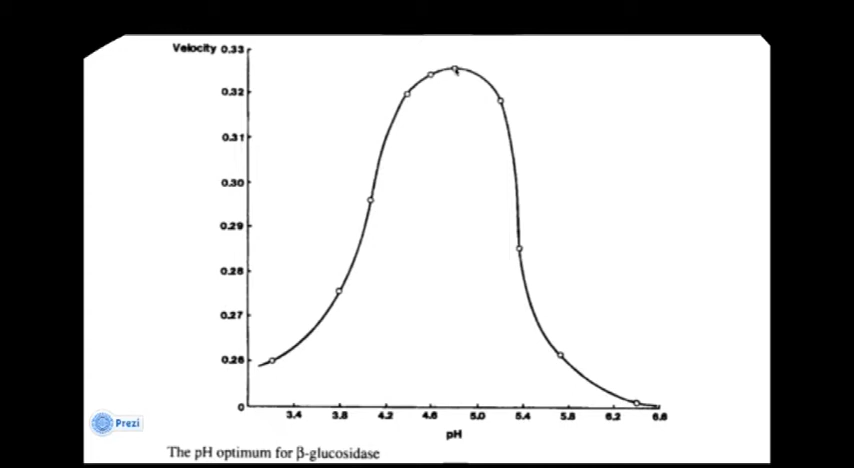 Velocity 0.33
0.32
0.31
0.30
0.29
0.28
0.27
0.26
0
3.4 3.8 4.2 4.6 5.0 5.4 5.8 6.2 6.6
pH
Prezi
The pH optimum for β-glucosidase